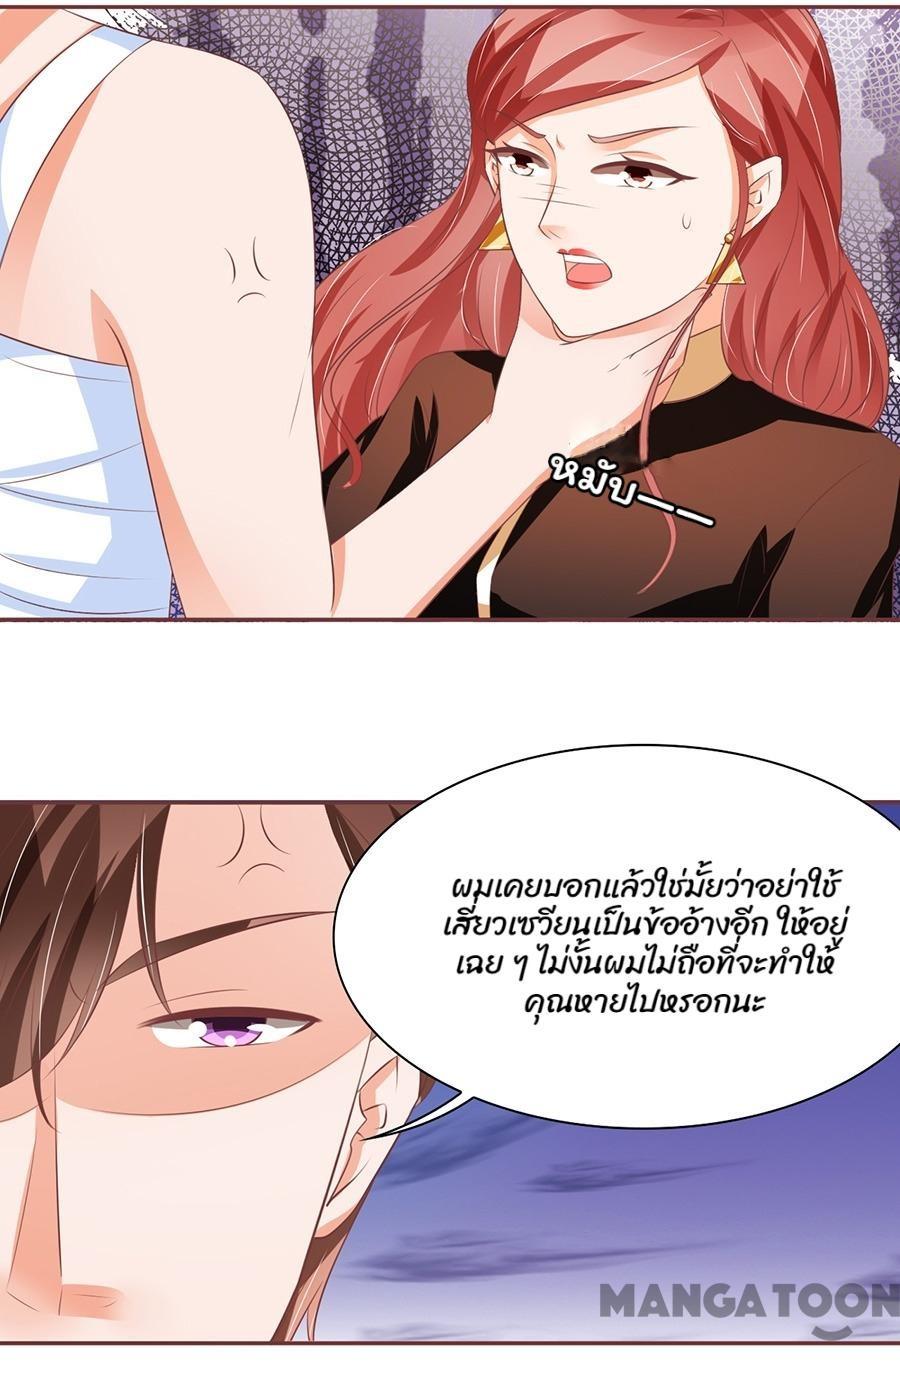 หมับ——
ผมเคยบอกแล้วใช่มั้ยว่าอย่าใช้
เสี่ยวเซวียนเป็นข้ออ้างอีก ให้อยู่
เฉย ๆ ไม่งั้นผมไม่ถือที่จะทำให้
คุณหายไปหรอกนะ
MANGATOON